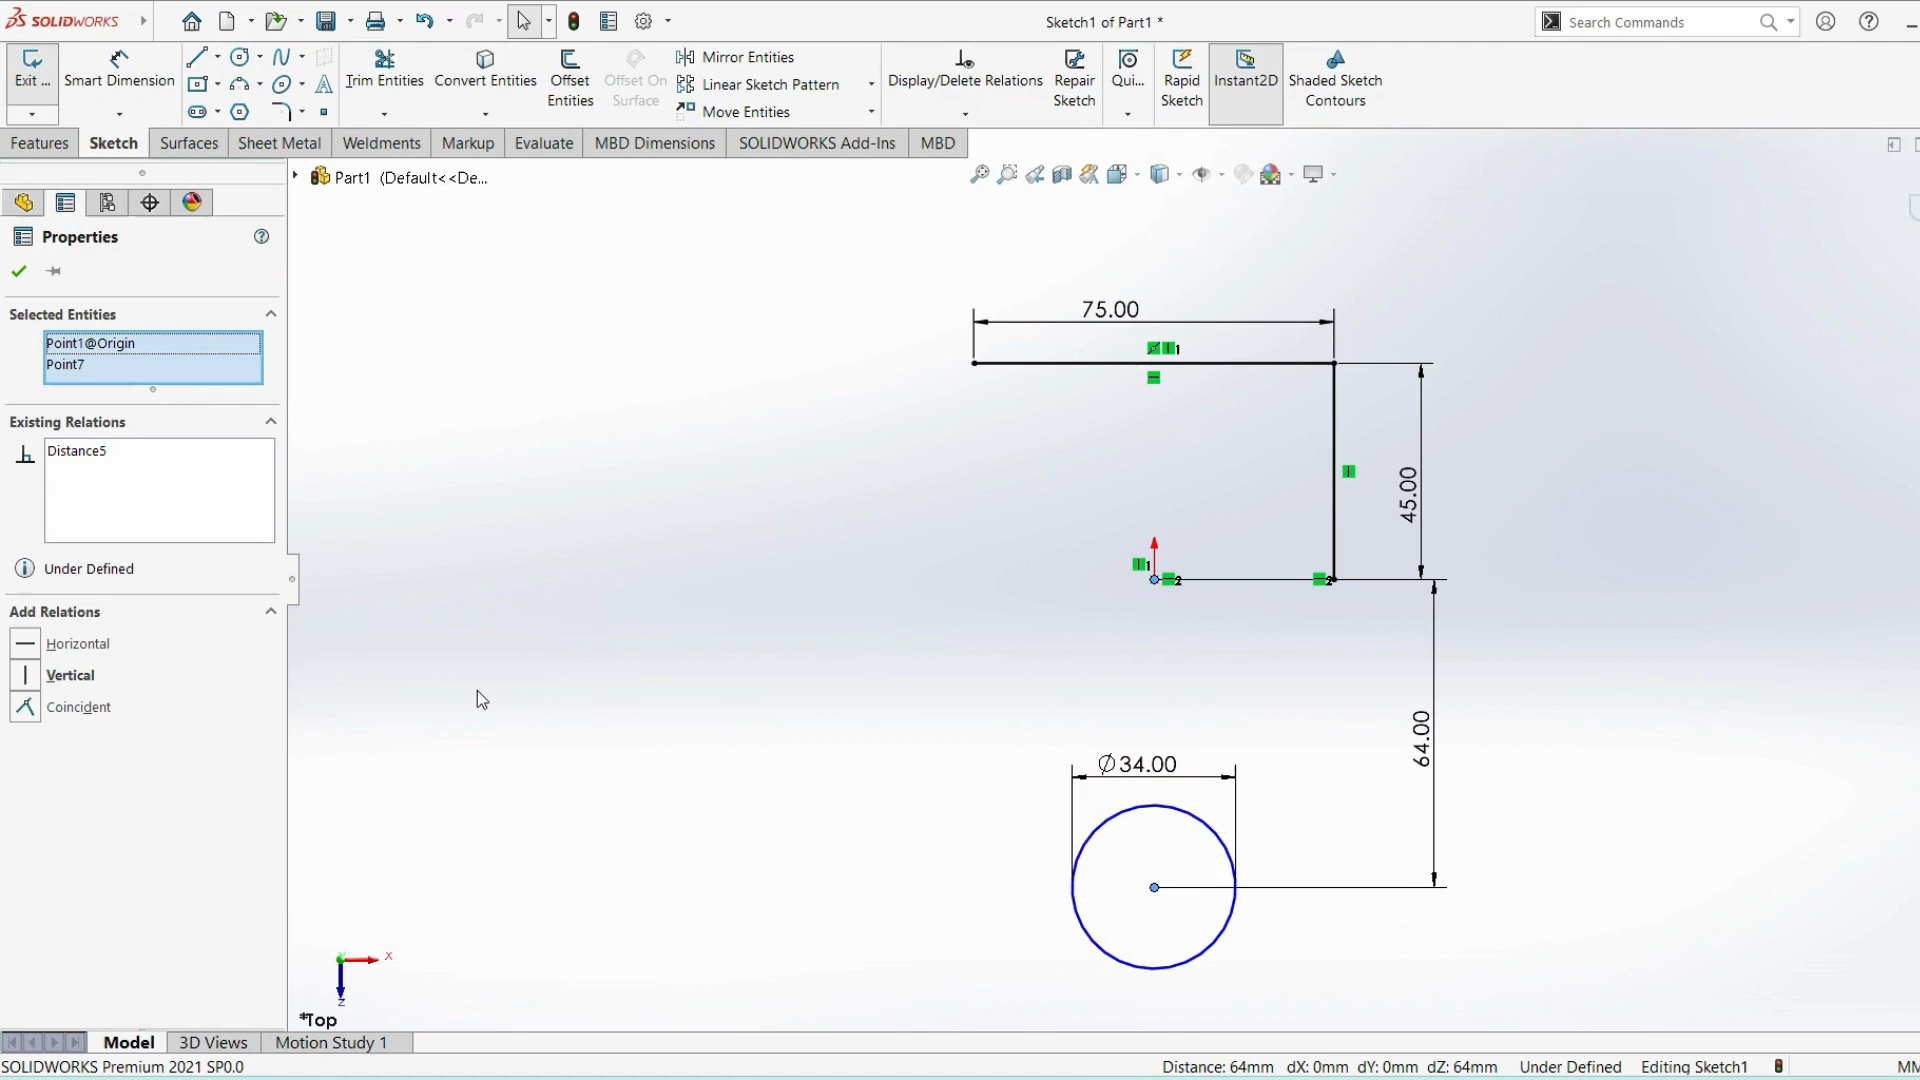 SOLIDWORKS
Sketch1 of Part1 *
Search Commands
Exit ...
Smart Dimension
Trim Entities
Convert Entities
Offset Entities
Offset On Surface
Mirror Entities
Linear Sketch Pattern
Move Entities
Display/Delete Relations
Repair Sketch
Qui...
Rapid Sketch
Instant2D
Shaded Sketch Contours
Features
Sketch
Surfaces
Sheet Metal
Weldments
Markup
Evaluate
MBD Dimensions
SOLIDWORKS Add-Ins
MBD
Part1 (Default<<De...
Properties
Selected Entities
Point1@Origin
Point7
Existing Relations
Distance5
Under Defined
Add Relations
Horizontal
Vertical
Coincident
75.00
1
45.00
1
2
2
64.00
∅34.00
X
Y
Z
*Top
Model
3D Views
Motion Study 1
SOLIDWORKS Premium 2021 SP0.0
Distance: 64mm dX: 0mm dY: 0mm dZ: 64mm
Under Defined
Editing Sketch1
MM